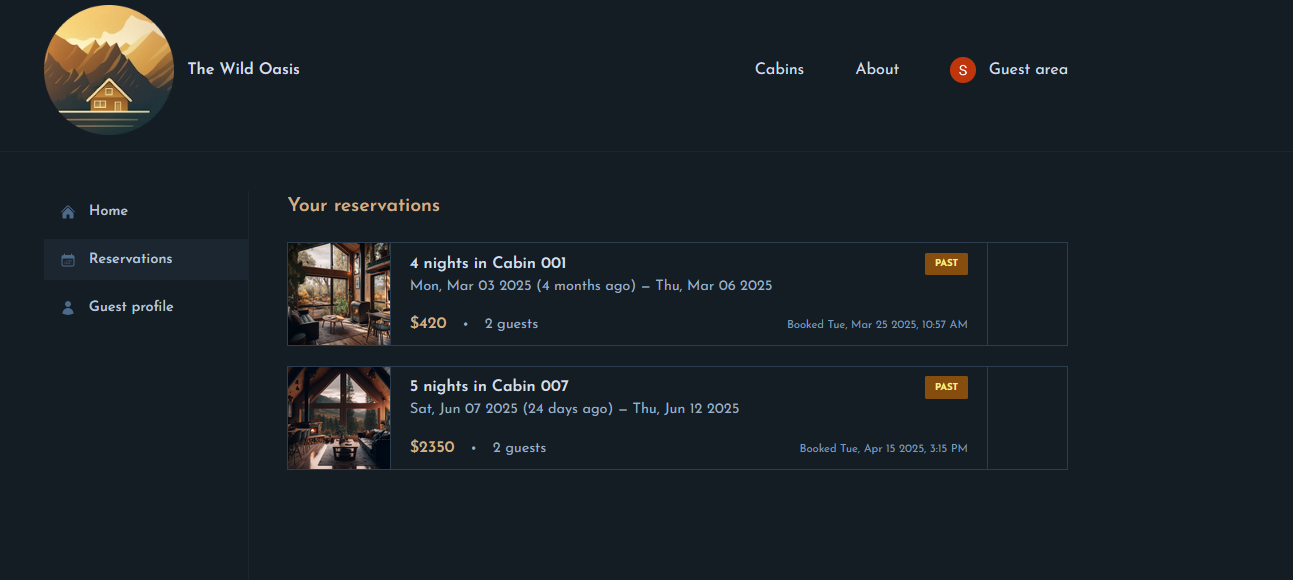 The Wild Oasis
Cabins
About
S
Guest area
Home
Reservations
Guest profile
Your reservations
4 nights in Cabin 001
PAST
Mon, Mar 03 2025 (4 months ago) — Thu, Mar 06 2025
$420 • 2 guests
Booked Tue, Mar 25 2025, 10:57 AM
5 nights in Cabin 007
PAST
Sat, Jun 07 2025 (24 days ago) — Thu, Jun 12 2025
$2350 • 2 guests
Booked Tue, Apr 15 2025, 3:15 PM